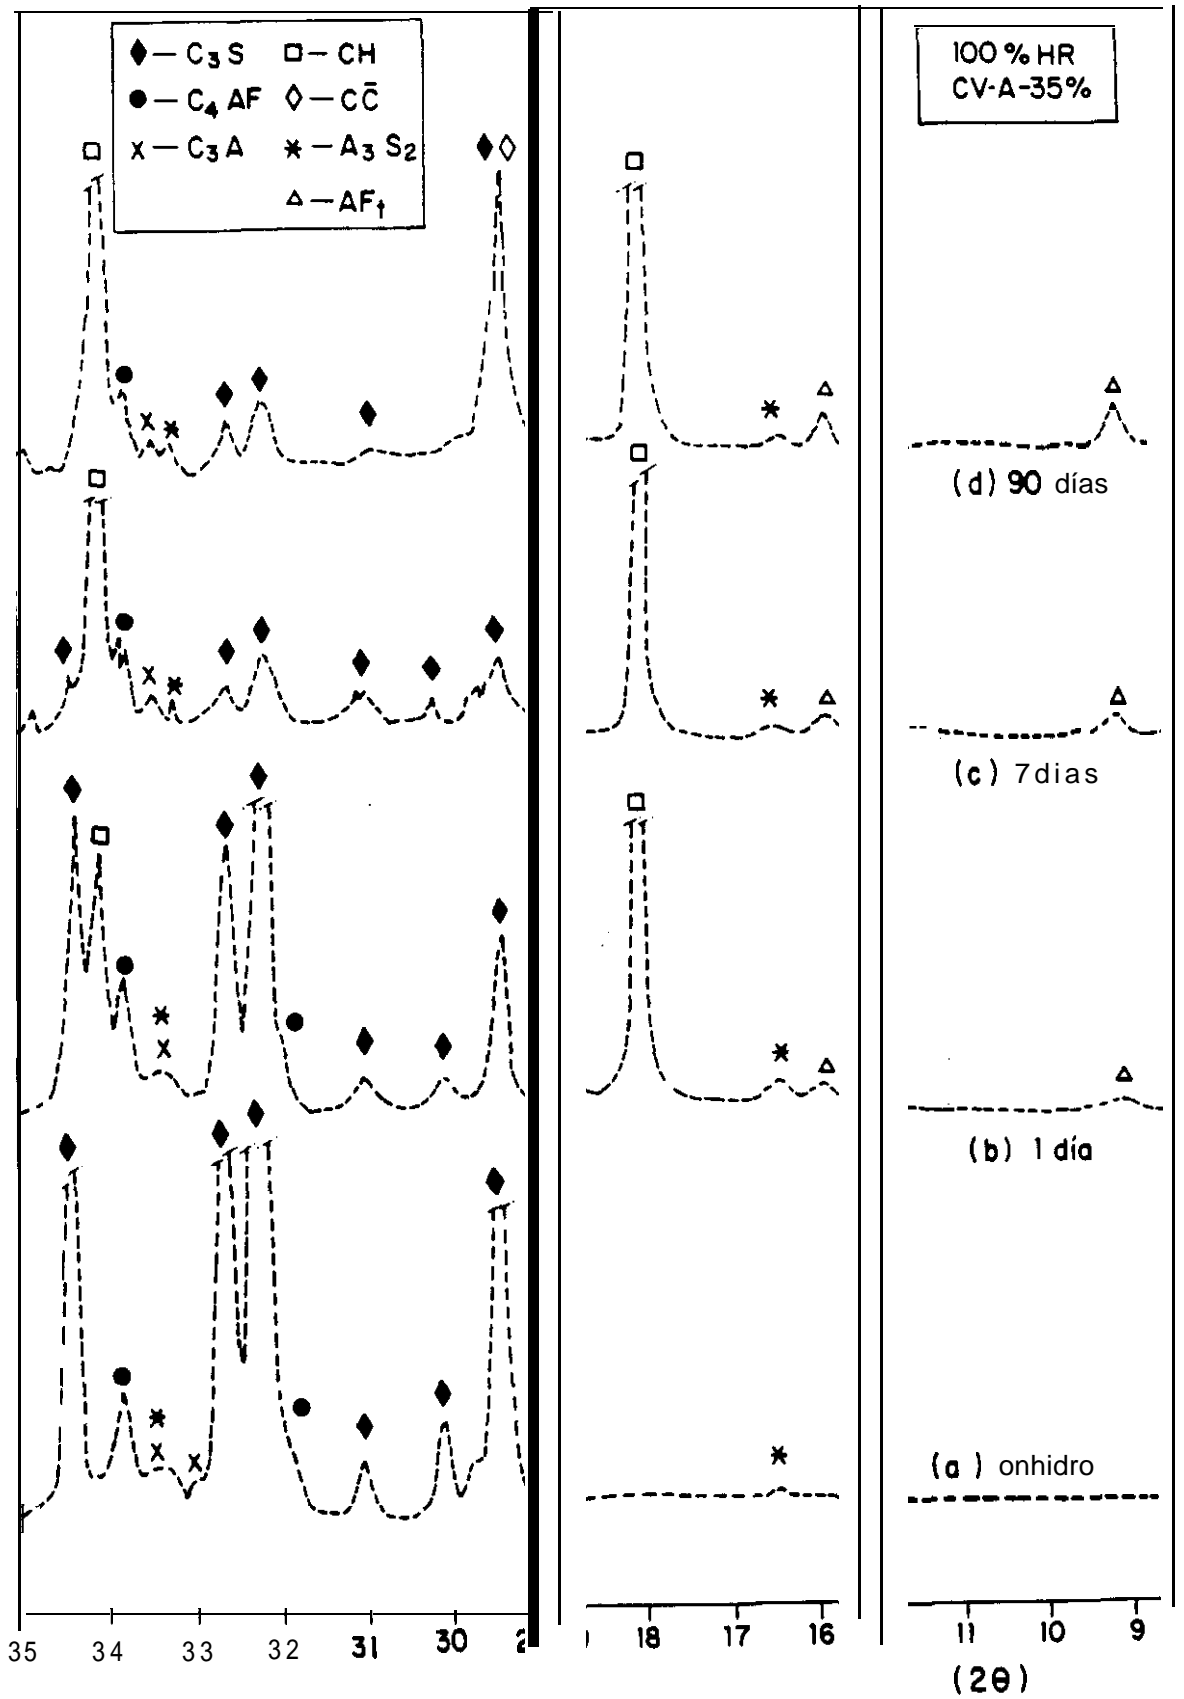 C₃S
CH
C₄AF
CC̄
C₃A
A₃S₂
AFₜ
100 % HR
CV-A-35%
(d) 90 días
(c) 7dias
(b) 1 día
(a ) onhidro
35 34 33 32 31 30 2
18 17 16
11 10 9
(2θ)